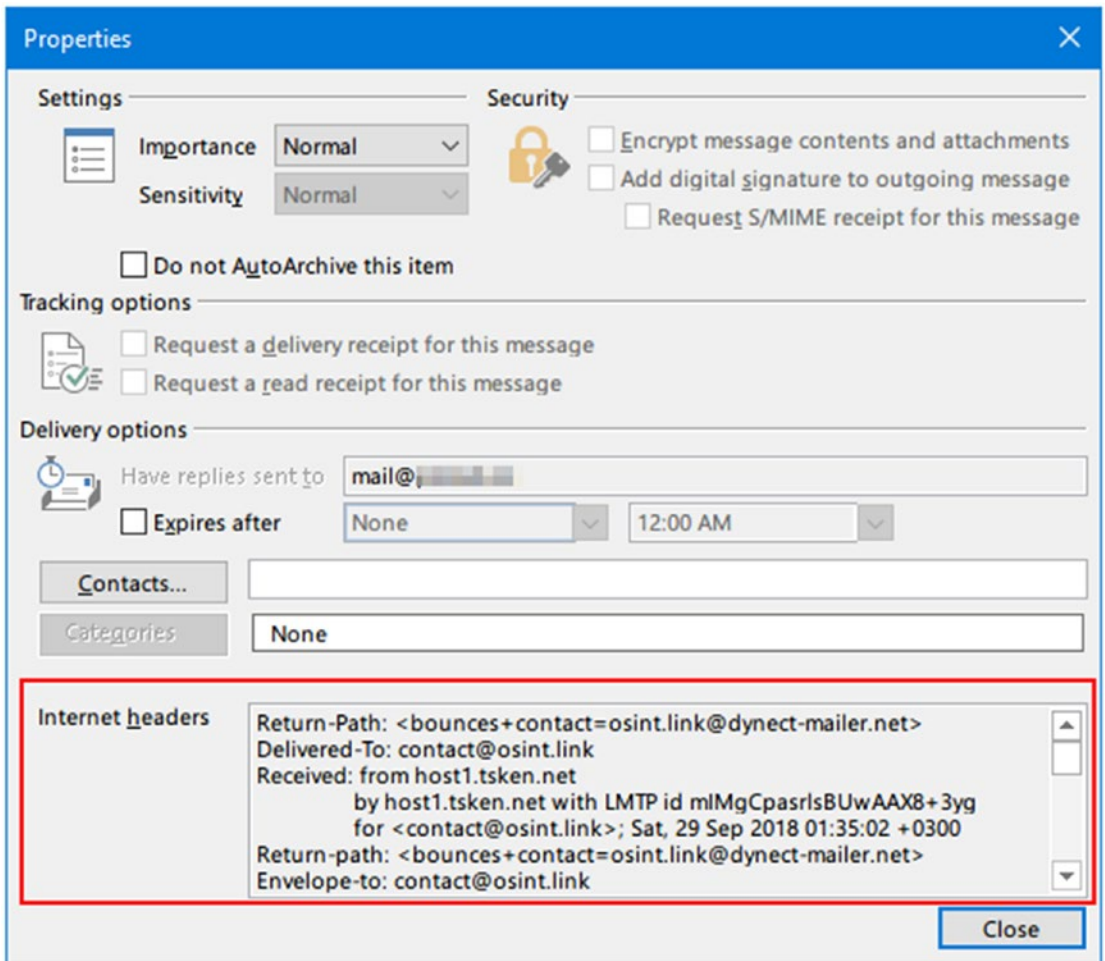 Properties
Settings
Security
Importance Normal
Sensitivity Normal
Encrypt message contents and attachments
Add digital signature to outgoing message
Request S/MIME receipt for this message
Do not AutoArchive this item
Tracking options
Request a delivery receipt for this message
Request a read receipt for this message
Delivery options
Have replies sent to mail@
Expires after None 12:00 AM
Contacts...
Categories None
Internet headers
Return-Path: <bounces+contact=osint.link@dynect-mailer.net>
Delivered-To: contact@osint.link
Received: from host1.tsken.net
by host1.tsken.net with LMTP id mIMgCpasrlsBUwAAX8+3yg
for <contact@osint.link>; Sat, 29 Sep 2018 01:35:02 +0300
Return-path: <bounces+contact=osint.link@dynect-mailer.net>
Envelope-to: contact@osint.link
Close